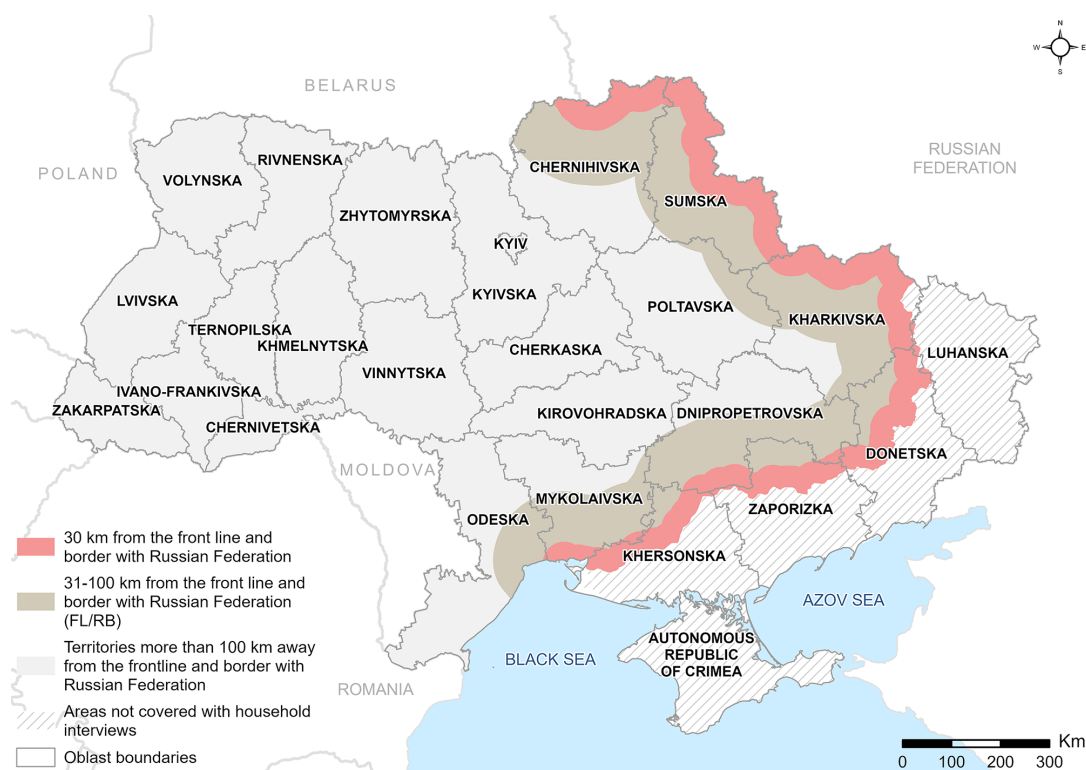 N
W
E
S
BELARUS
RUSSIAN
FEDERATION
POLAND
RIVNENSKA
VOLYNSKA
CHERNIHIVSKA
SUMSKA
ZHYTOMYRSKA
KYIV
LVIVSKA
KYIVSKA
POLTAVSKA
KHARKIVSKA
TERNOPILSKA
KHMELNYTSKA
CHERKASKA
LUHANSKA
VINNYTSKA
IVANO-FRANKIVSKA
ZAKARPATSKA
KIROVOHRADSKA
DNIPROPETROVSKA
CHERNIVETSKA
DONETSKA
MOLDOVA
MYKOLAIVSKA
ODESKA
ZAPORIZKA
KHERSONSKA
AZOV SEA
AUTONOMOUS
REPUBLIC
OF CRIMEA
BLACK SEA
ROMANIA
30 km from the front line and
border with Russian Federation
31-100 km from the front line and
border with Russian Federation
(FL/RB)
Territories more than 100 km away
from the frontline and border with
Russian Federation
Areas not covered with household
interviews
Oblast boundaries
Km
0 100 200 300